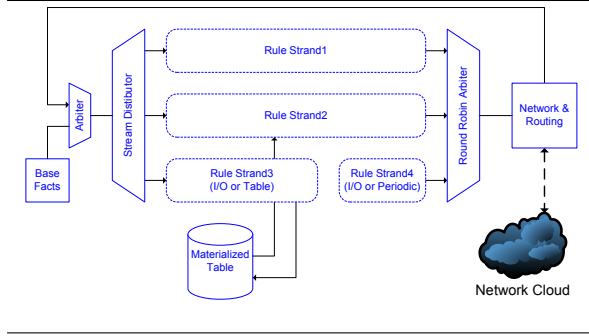 Rule Strand1
Arbiter
Stream Distibutor
Rule Strand2
Round Robin Arbiter
Network &
Routing
Base
Facts
Rule Strand3
(I/O or Table)
Rule Strand4
(I/O or Periodic)
Materialized
Table
Network Cloud